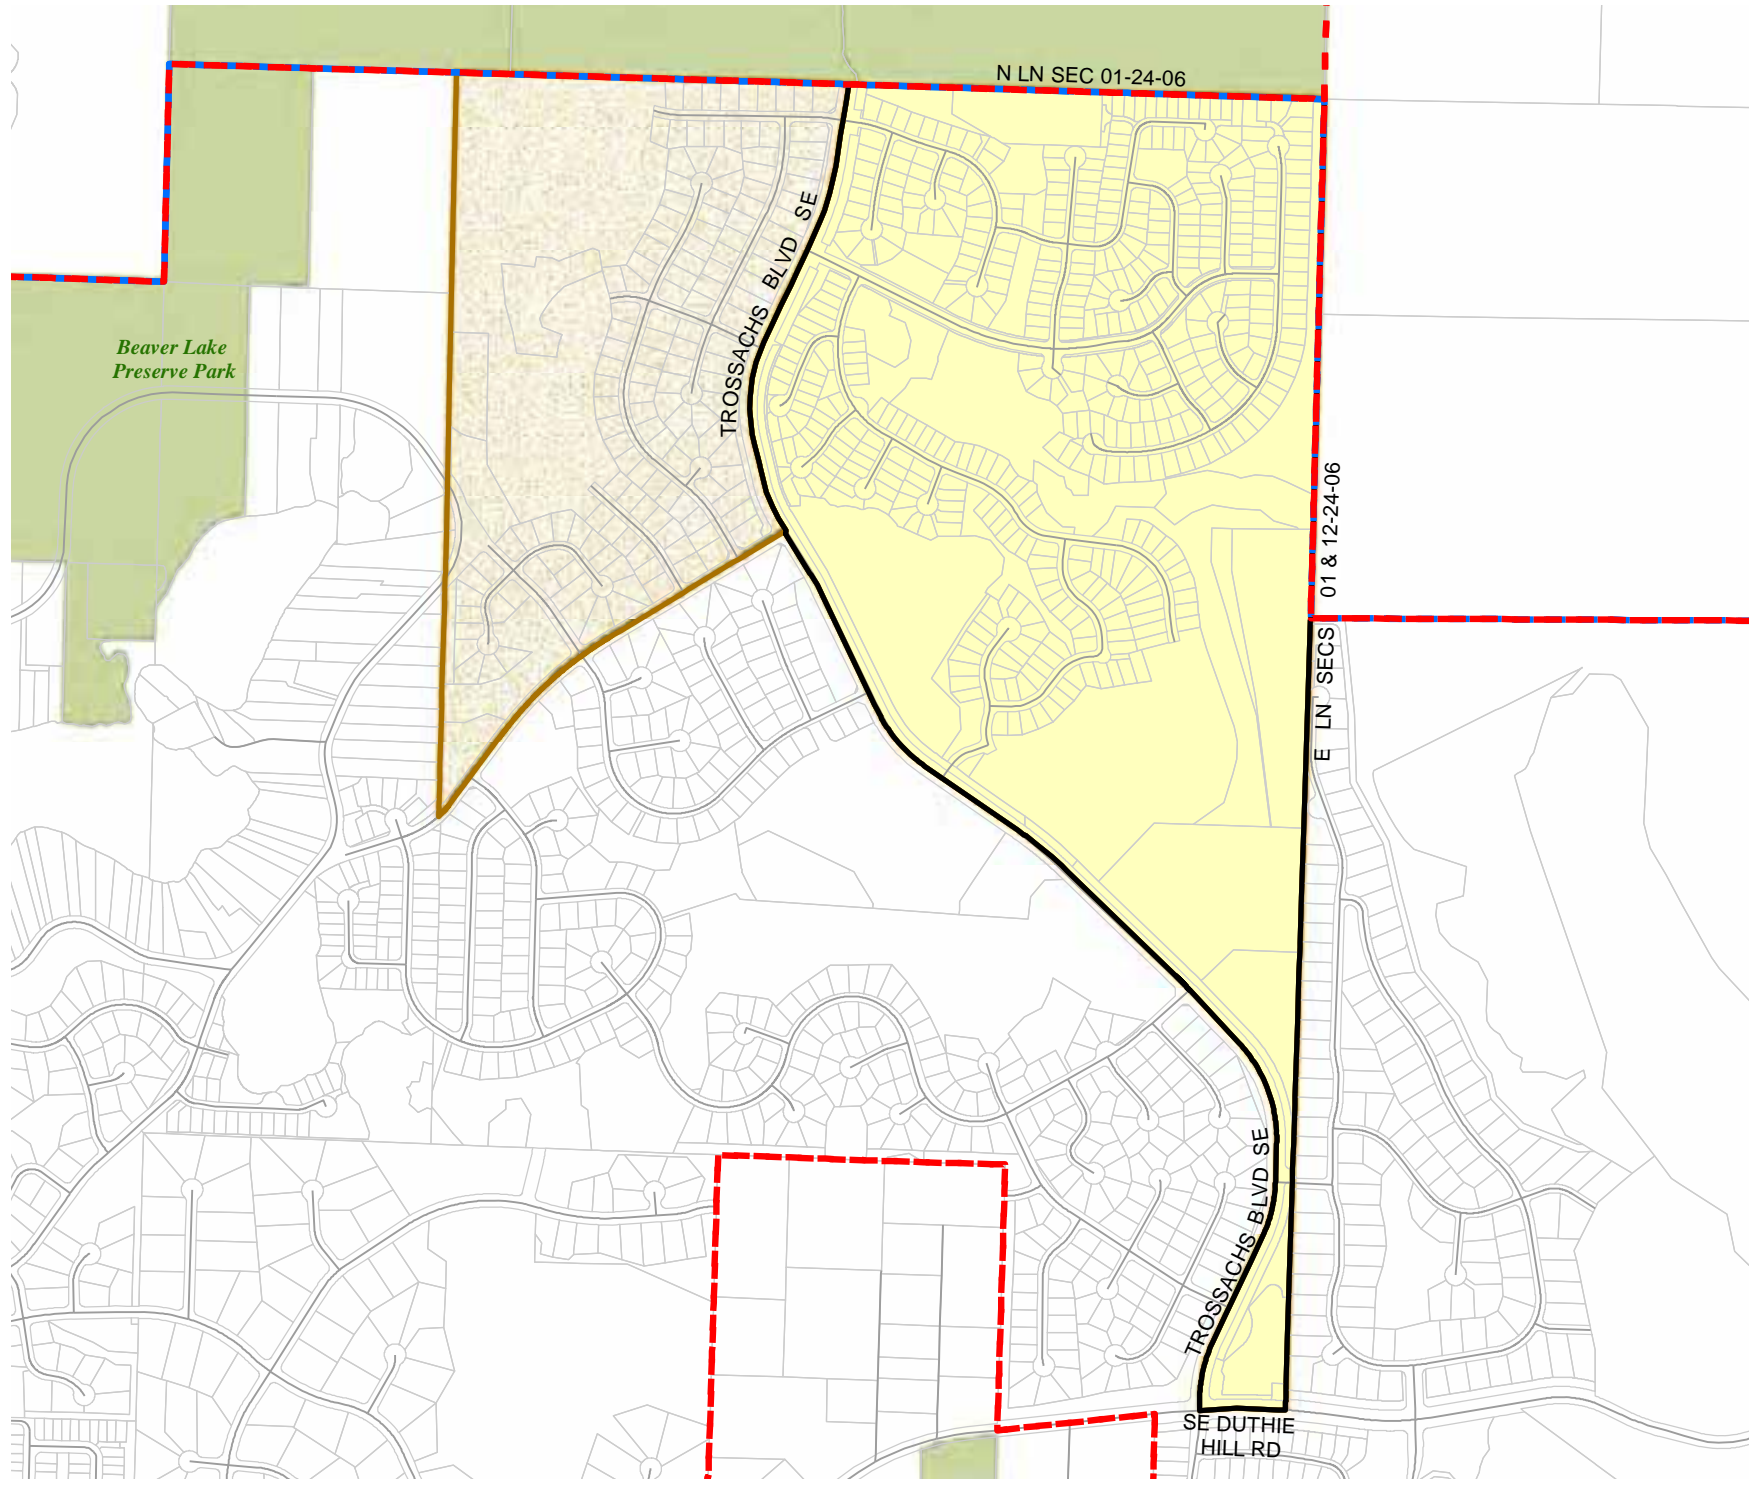 N LN SEC 01-24-06
TROSSACHS BLVD SE
Beaver Lake
Preserve Park
E LN SECS 01 & 12-24-06
TROSSACHS BLVD SE
SE DUTHIE
HILL RD